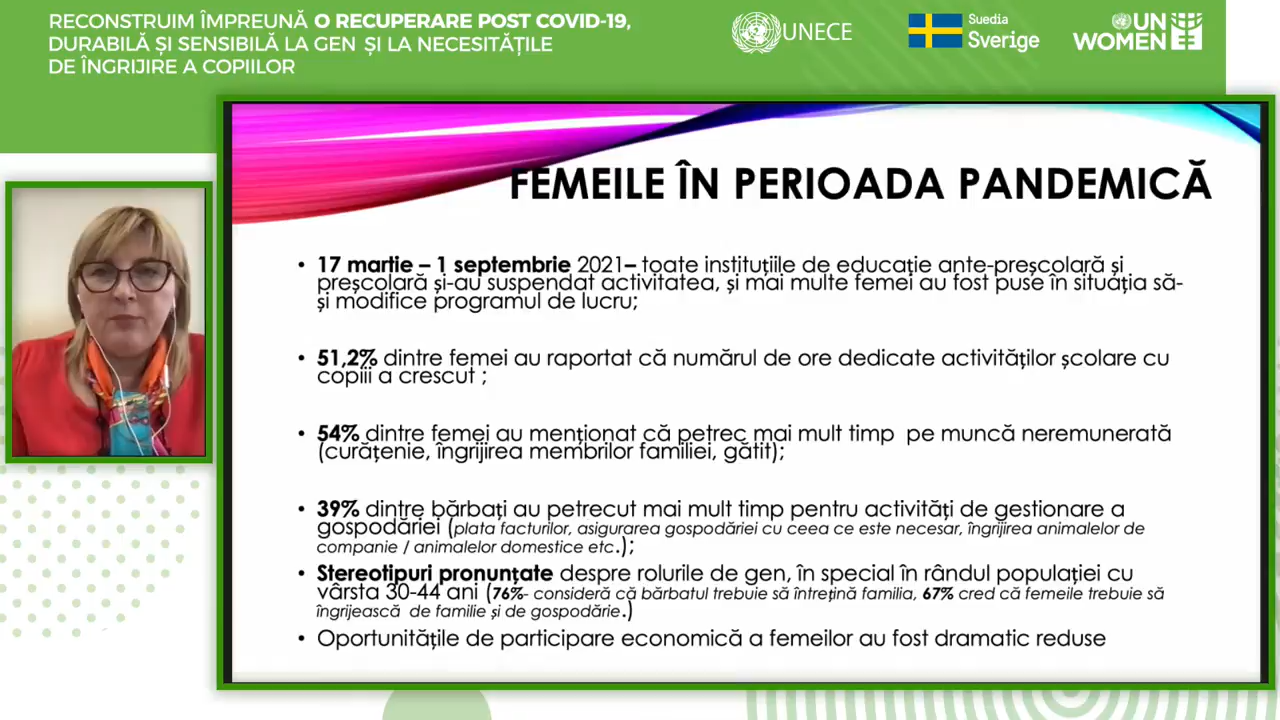 RECONSTRUIM ÎMPREUNĂ O RECUPERARE POST COVID-19,
DURABILĂ ȘI SENSIBILĂ LA GEN ȘI LA NECESITĂȚILE
DE ÎNGRIJIRE A COPIILOR
UNECE
Suedia
Sverige
UN
WOMEN
FEMEILE ÎN PERIOADA PANDEMICĂ
• 17 martie – 1 septembrie 2021– toate instituțiile de educație ante-preșcolară și
preșcolară și-au suspendat activitatea, și mai multe femei au fost puse în situația să-
și modifice programul de lucru;
• 51,2% dintre femei au raportat că numărul de ore dedicate activităților școlare cu
copiii a crescut ;
• 54% dintre femei au menționat că petrec mai mult timp pe muncă neremunerată
(curățenie, îngrijirea membrilor familiei, gătit);
• 39% dintre bărbați au petrecut mai mult timp pentru activități de gestionare a
gospodăriei (plata facturilor, asigurarea gospodăriei cu ceea ce este necesar, îngrijirea animalelor de
companie / animalelor domestice etc.);
• Stereotipuri pronunțate despre rolurile de gen, în special în rândul populației cu
vârsta 30-44 ani (76%- consideră că bărbatul trebuie să întrețină familia, 67% cred că femeile trebuie să
îngrijească de familie și de gospodărie.)
• Oportunitățile de participare economică a femeilor au fost dramatic reduse